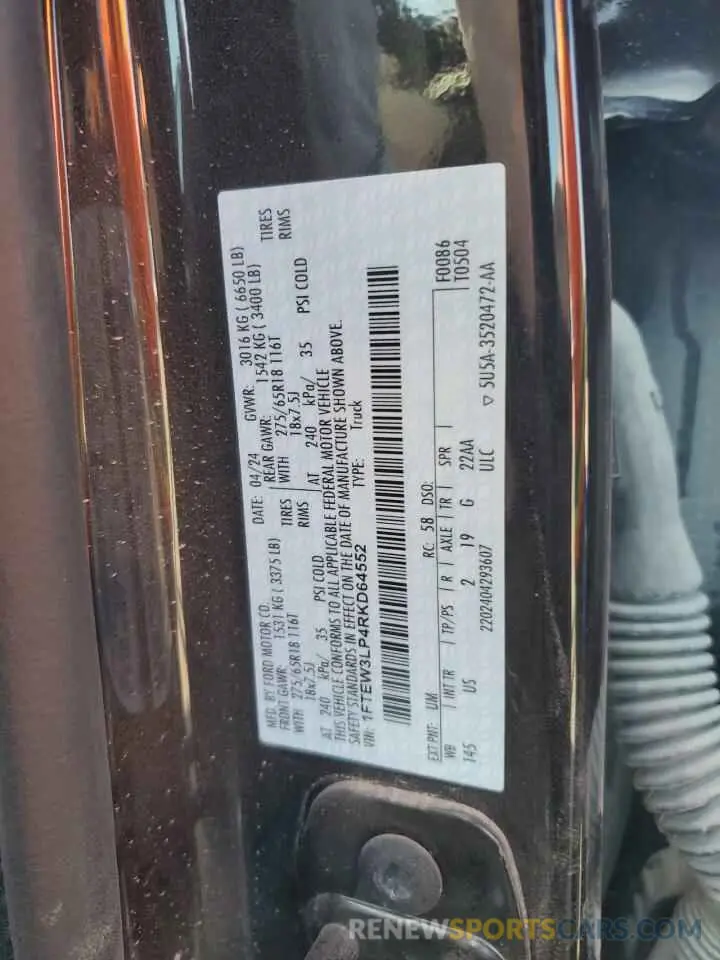 MFD. BY FORD MOTOR CO. DATE: 04/24 GVWR: 3016 KG ( 6650 LB)
FRONT GAWR: 1531 KG ( 3375 LB) REAR GAWR: 1542 KG ( 3400 LB)
WITH 275/65R18 116T TIRES WITH 275/65R18 116T TIRES
18x7.5J RIMS 18x7.5J RIMS
AT 240 kPa/ 35 PSI COLD AT 240 kPa/ 35 PSI COLD
THIS VEHICLE CONFORMS TO ALL APPLICABLE FEDERAL MOTOR VEHICLE
SAFETY STANDARDS IN EFFECT ON THE DATE OF MANUFACTURE SHOWN ABOVE.
VIN: 1FTEW3LP4RKD64552 TYPE: Truck
EXT PNT: UM RC: 58 DSO: F0086
WB INT TR TP/PS R AXLE TR SPR T0504
145 US 2 19 G 22AA
2202404293607 ULC ▽ 5U5A-3520472-AA
RENEWSPORTSCARS.COM